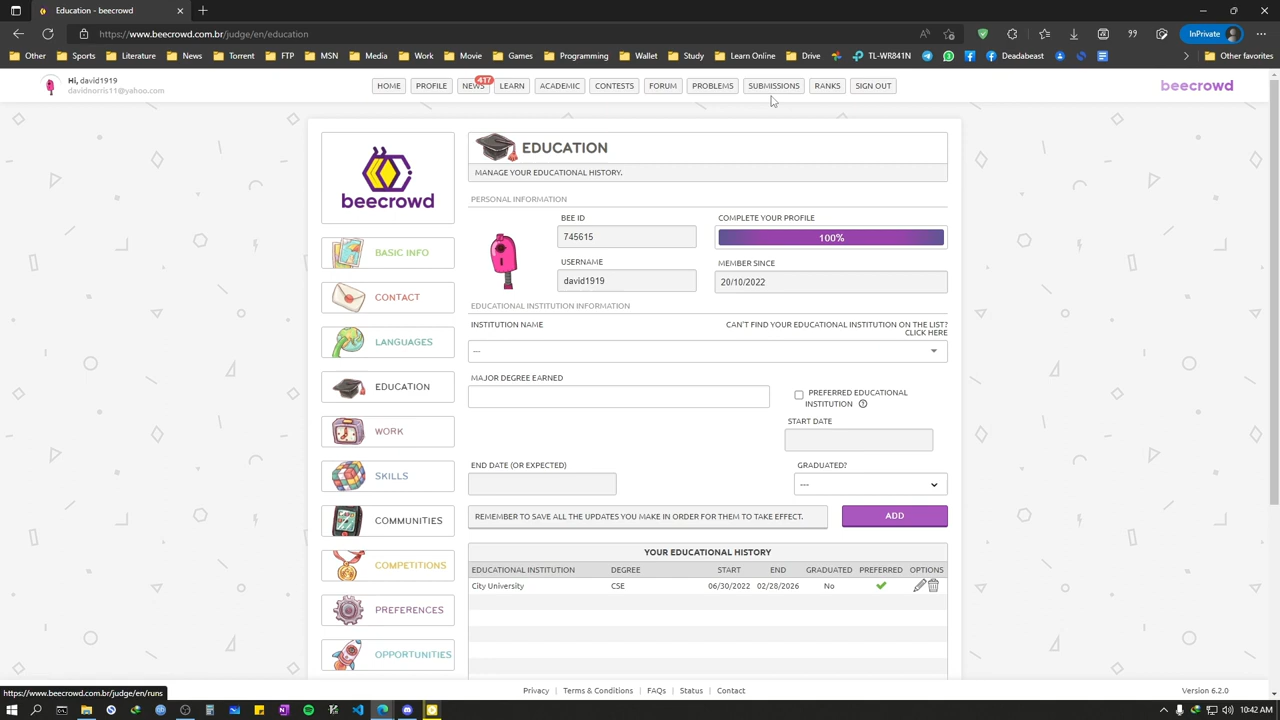 Education - beecrowd
https://www.beecrowd.com.br/judge/en/education
InPrivate
Other Sports Literature News Torrent FTP MSN Media Work Movie Games Programming Wallet Study Learn Online Drive TL-WR841N Deadabeast Other favorites
Hi, david1919
davidnorris11@yahoo.com
HOME PROFILE NEWS 417 LEARN ACADEMIC CONTESTS FORUM PROBLEMS SUBMISSIONS RANKS SIGN OUT
beecrowd
beecrowd
BASIC INFO
CONTACT
LANGUAGES
EDUCATION
WORK
SKILLS
COMMUNITIES
COMPETITIONS
PREFERENCES
OPPORTUNITIES
EDUCATION
MANAGE YOUR EDUCATIONAL HISTORY.
PERSONAL INFORMATION
BEE ID
745615
COMPLETE YOUR PROFILE
100%
USERNAME
david1919
MEMBER SINCE
20/10/2022
EDUCATIONAL INSTITUTION INFORMATION
INSTITUTION NAME
CAN'T FIND YOUR EDUCATIONAL INSTITUTION ON THE LIST?
CLICK HERE
---
MAJOR DEGREE EARNED
PREFERRED EDUCATIONAL
INSTITUTION
START DATE
END DATE (OR EXPECTED)
GRADUATED?
---
REMEMBER TO SAVE ALL THE UPDATES YOU MAKE IN ORDER FOR THEM TO TAKE EFFECT.
ADD
YOUR EDUCATIONAL HISTORY
EDUCATIONAL INSTITUTION DEGREE START END GRADUATED PREFERRED OPTIONS
City University CSE 06/30/2022 02/28/2026 No
https://www.beecrowd.com.br/judge/en/runs
Privacy Terms & Conditions FAQs Status Contact
Version 6.2.0
10:42 AM